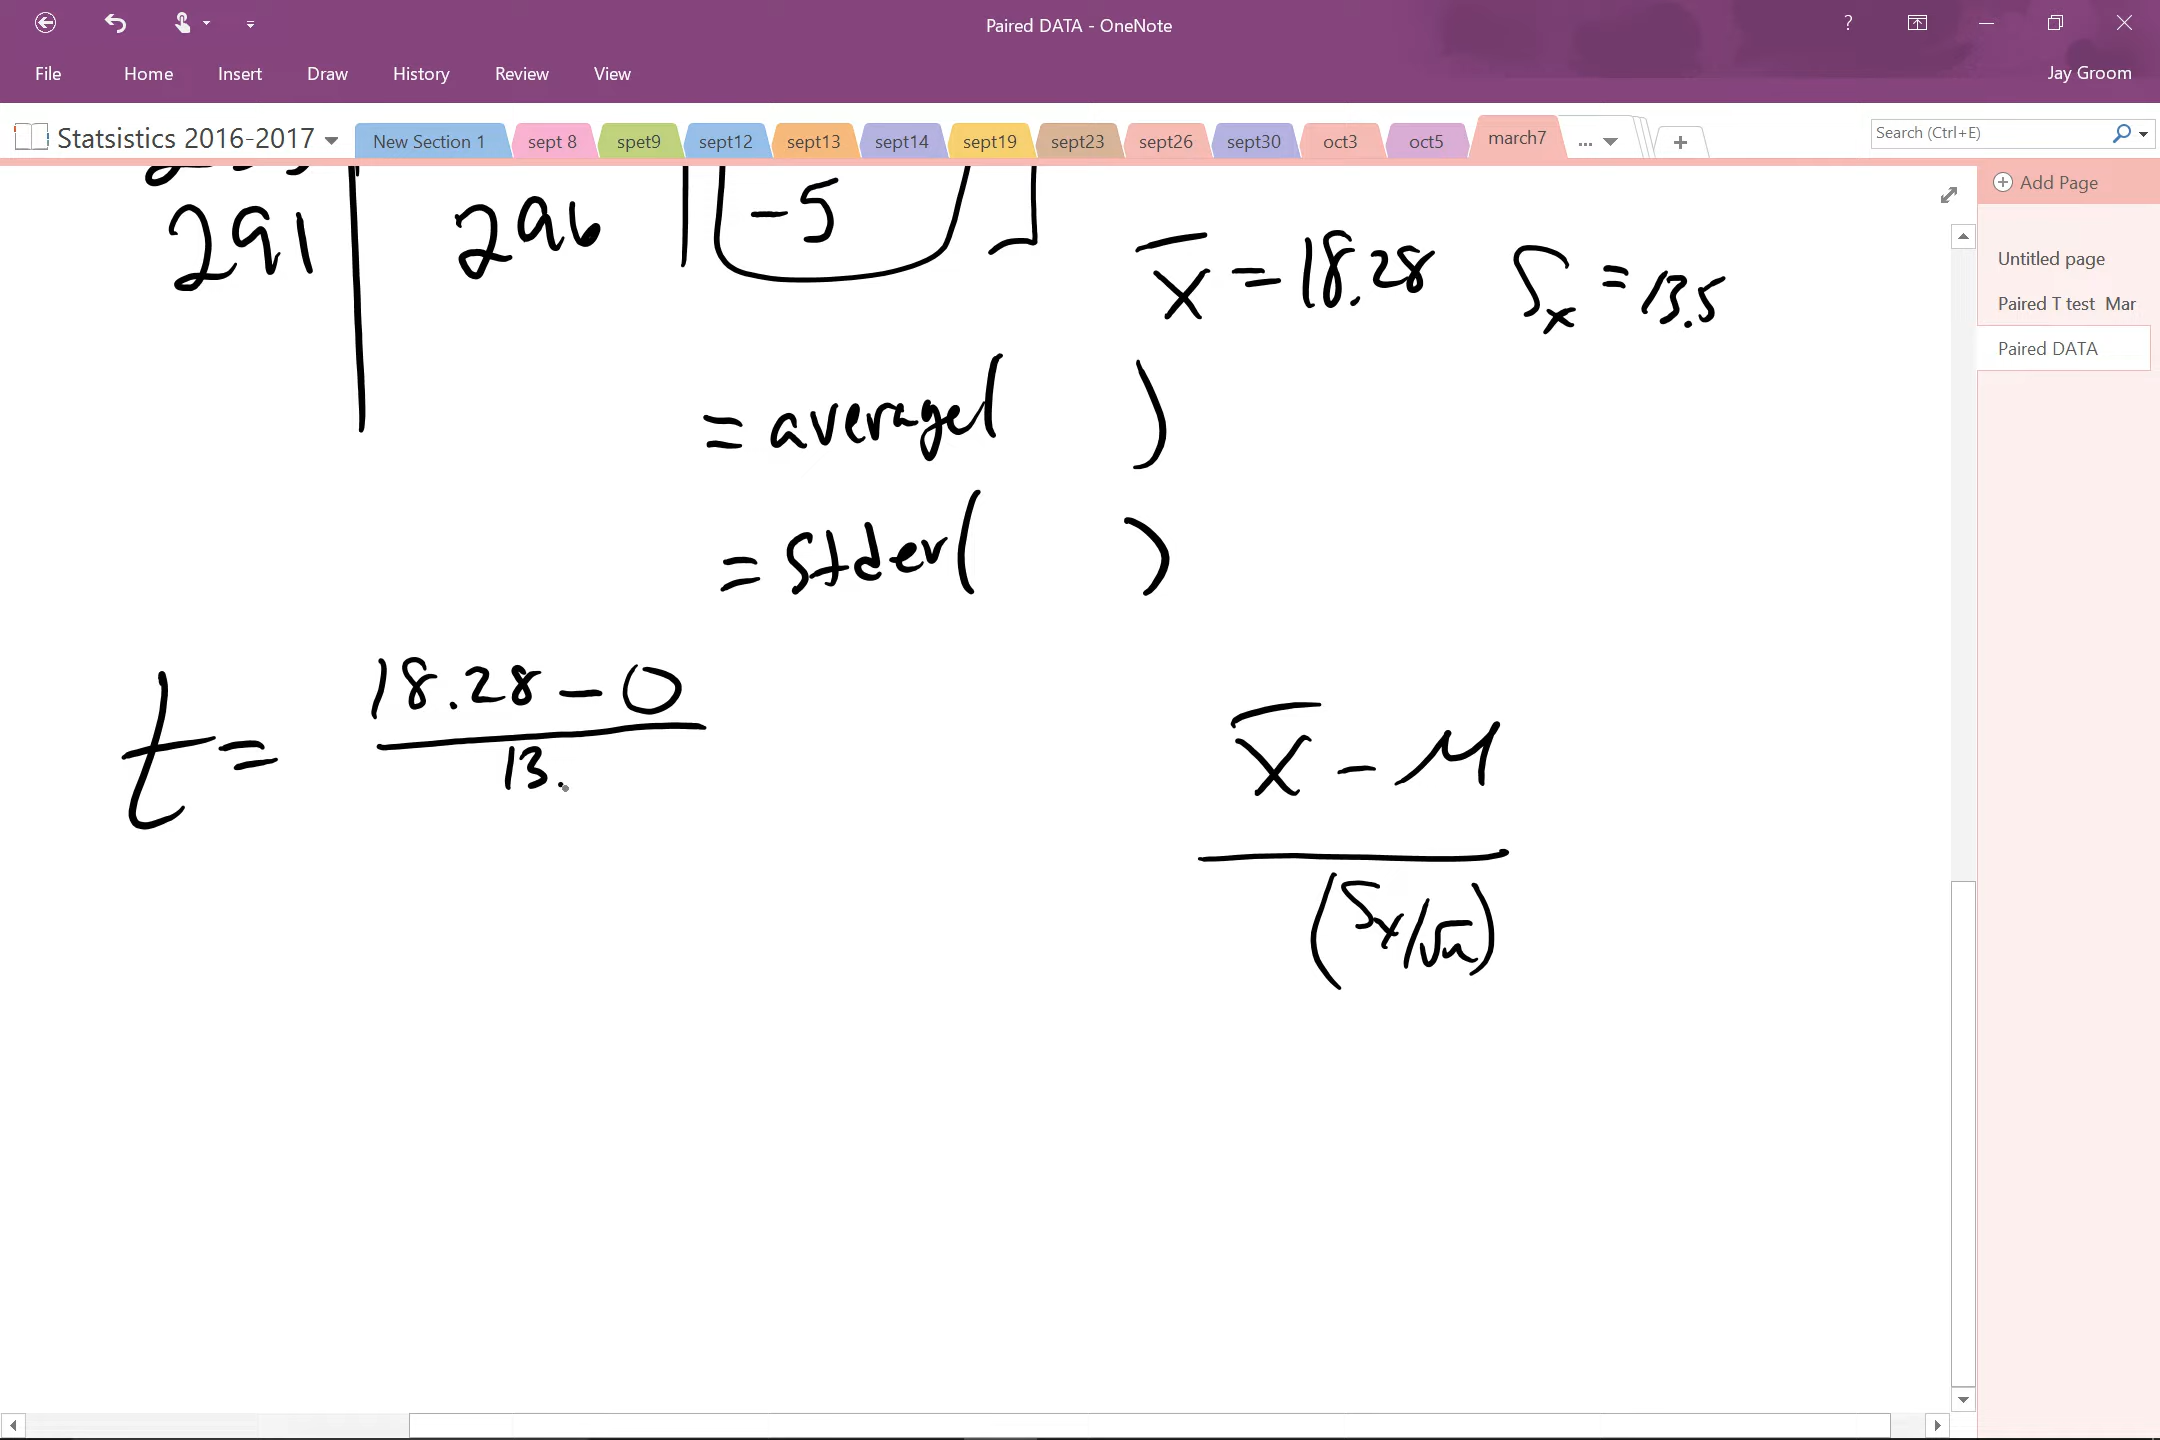 Paired DATA - OneNote
?
File Home Insert Draw History Review View
Jay Groom
Statsistics 2016-2017
New Section 1 sept 8 spet9 sept12 sept13 sept14 sept19 sept23 sept26 sept30 oct3 oct5 march7 ...
Search (Ctrl+E)
Add Page
Untitled page
Paired T test Mar
Paired DATA
291 296 -5
x̄ = 18.28 Sx = 13.5
= average( )
= stder( )
t = 18.28 - 0
13.
x̄ - μ
(Sx/√n)